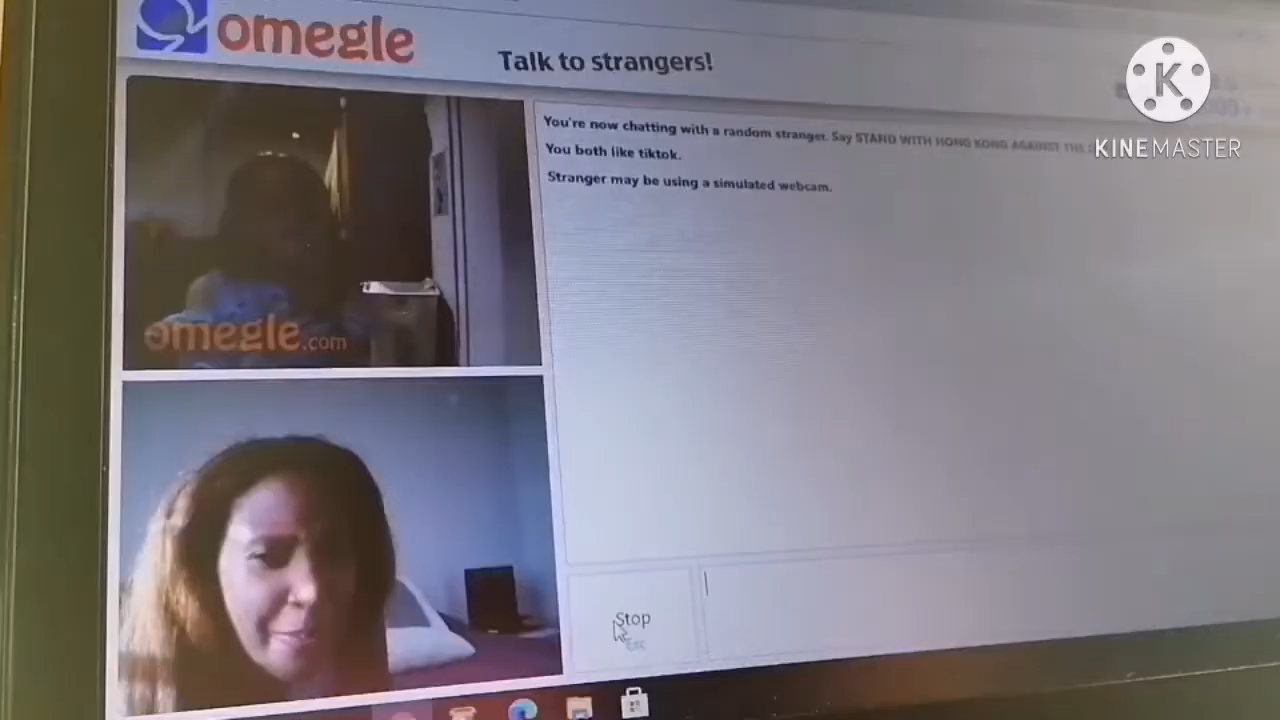 omegle
Talk to strangers!
K
KINEMASTER
You're now chatting with a random stranger. Say STAND WITH HONG KONG AGAINST THE
You both like tiktok.
Stranger may be using a simulated webcam.
omegle.com
Stop
Esc